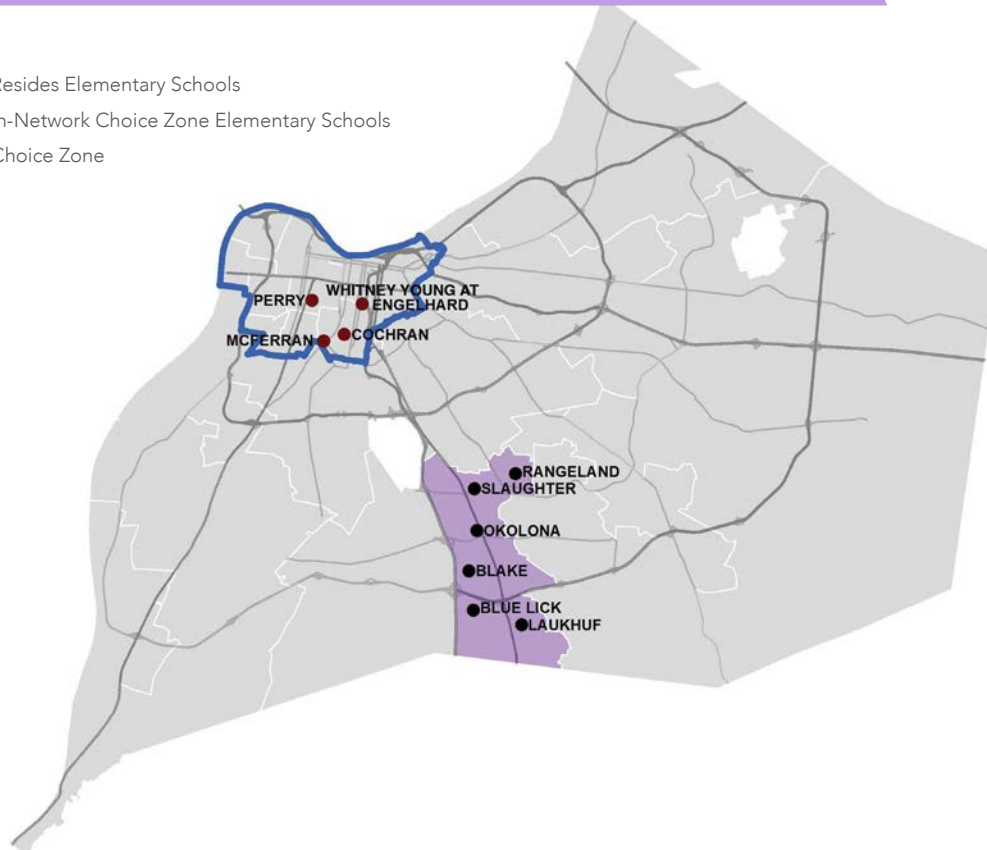 Resides Elementary Schools
n-Network Choice Zone Elementary Schools
Choice Zone
WHITNEY YOUNG AT
PERRY
ENGELHARD
MCFERRAN
COCHRAN
RANGELAND
SLAUGHTER
OKOLONA
BLAKE
BLUE LICK
LAUKHUF